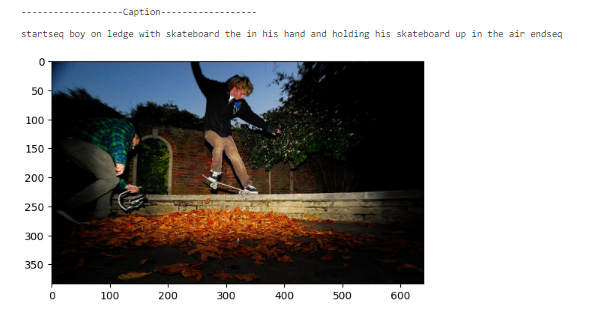 -------------------Caption------------------
startseq boy on ledge with skateboard the in his hand and holding his skateboard up in the air endseq
0
50
100
150
200
250
300
350
0 100 200 300 400 500 600